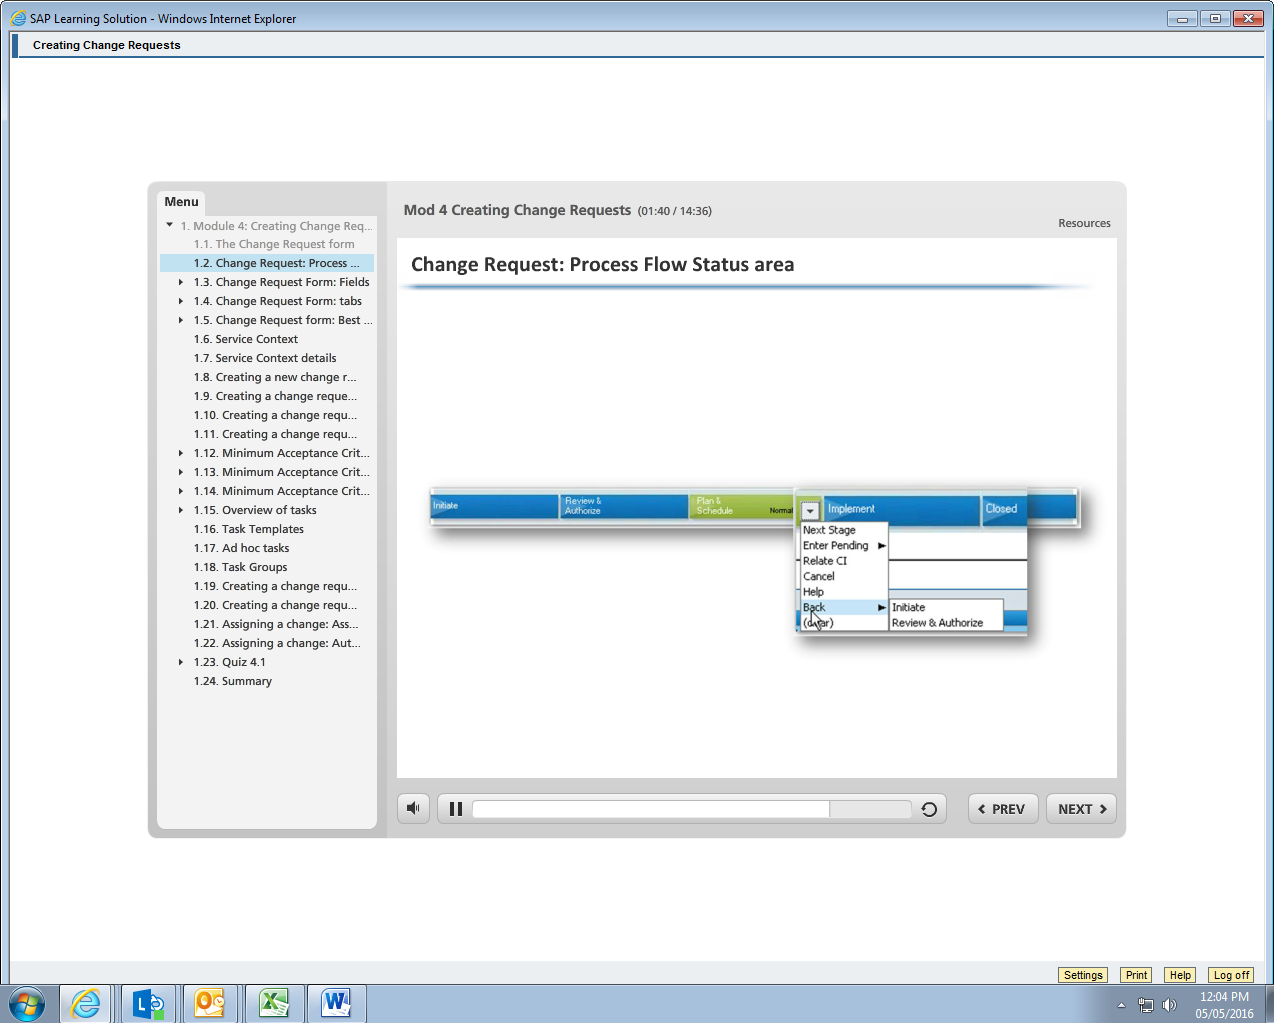 SAP Learning Solution - Windows Internet Explorer
Creating Change Requests
Menu
1. Module 4: Creating Change Req...
1.1. The Change Request form
1.2. Change Request: Process ...
1.3. Change Request Form: Fields
1.4. Change Request Form: tabs
1.5. Change Request form: Best ...
1.6. Service Context
1.7. Service Context details
1.8. Creating a new change r...
1.9. Creating a change reque...
1.10. Creating a change requ...
1.11. Creating a change requ...
1.12. Minimum Acceptance Crit...
1.13. Minimum Acceptance Crit...
1.14. Minimum Acceptance Crit...
1.15. Overview of tasks
1.16. Task Templates
1.17. Ad hoc tasks
1.18. Task Groups
1.19. Creating a change requ...
1.20. Creating a change requ...
1.21. Assigning a change: Ass...
1.22. Assigning a change: Aut...
1.23. Quiz 4.1
1.24. Summary
Mod 4 Creating Change Requests (01:40 / 14:36)
Resources
Change Request: Process Flow Status area
Initiate
Review &
Authorize
Plan &
Schedule
Normal
Implement
Closed
Next Stage
Enter Pending
Relate CI
Cancel
Help
Back
Initiate
Review & Authorize
PREV
NEXT
Settings
Print
Help
Log off
12:04 PM
05/05/2016